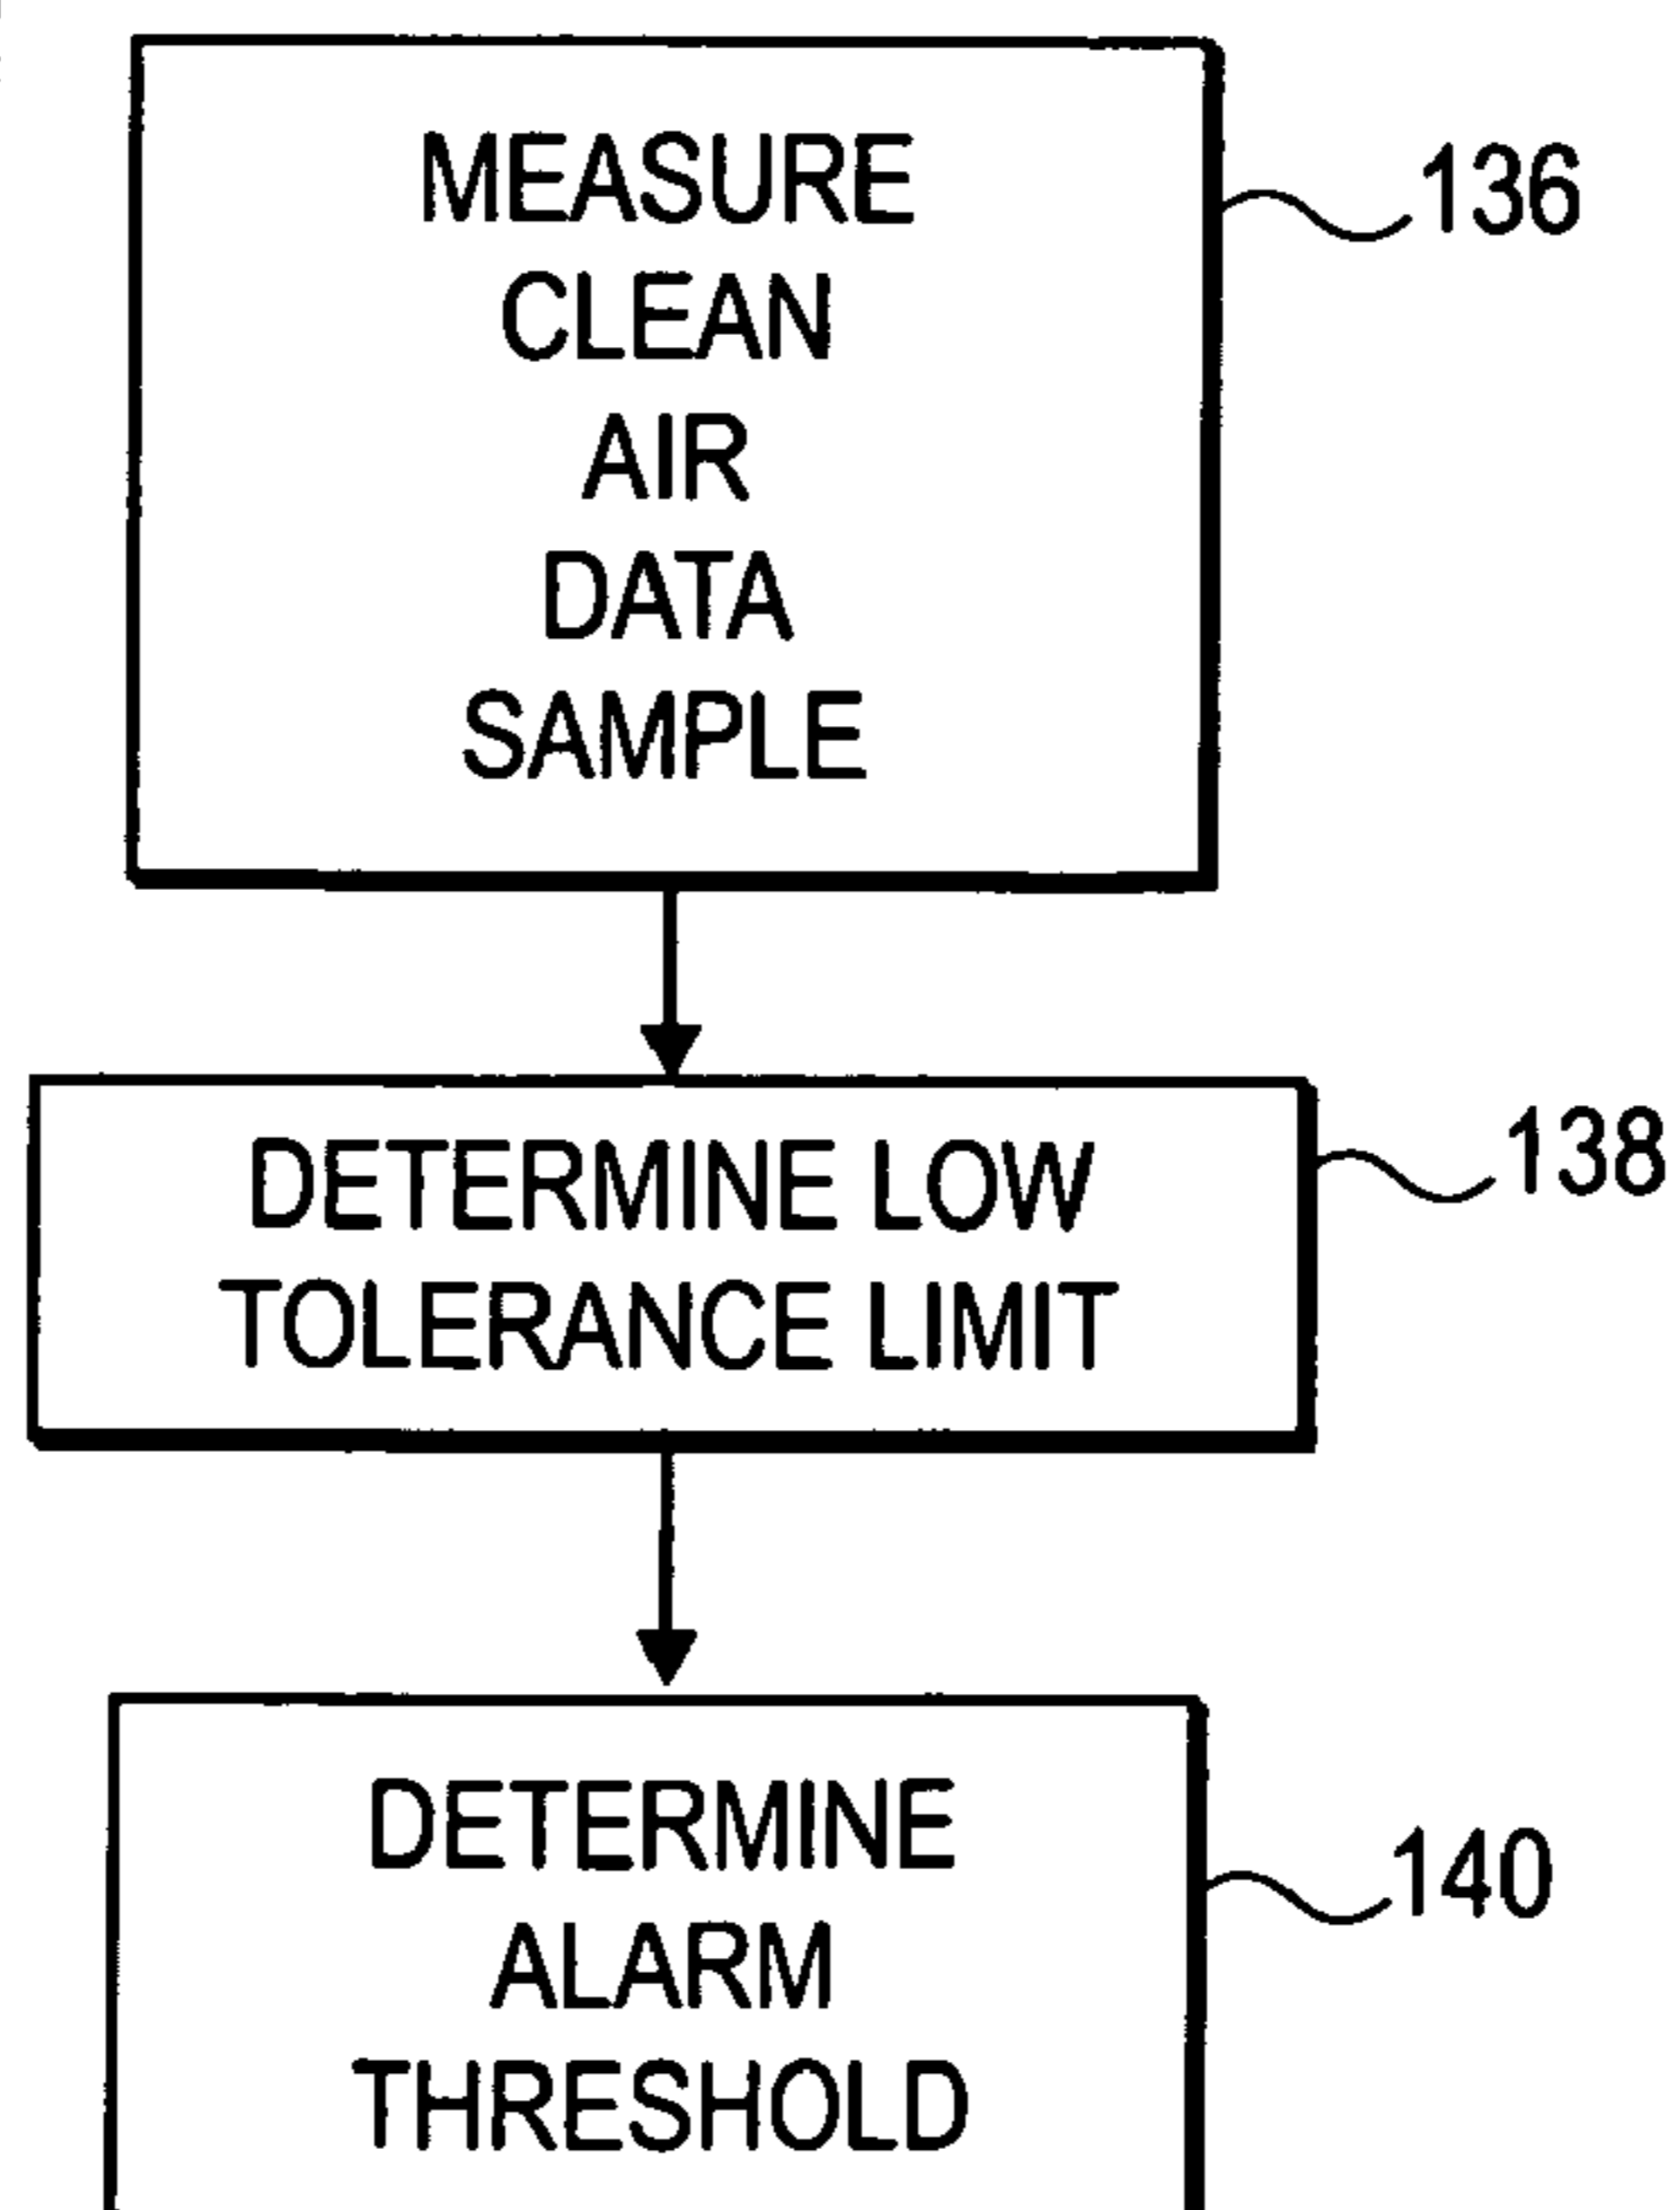 MEASURE
CLEAN
AIR
DATA
SAMPLE
136
DETERMINE LOW
TOLERANCE LIMIT
138
DETERMINE
ALARM
THRESHOLD
140